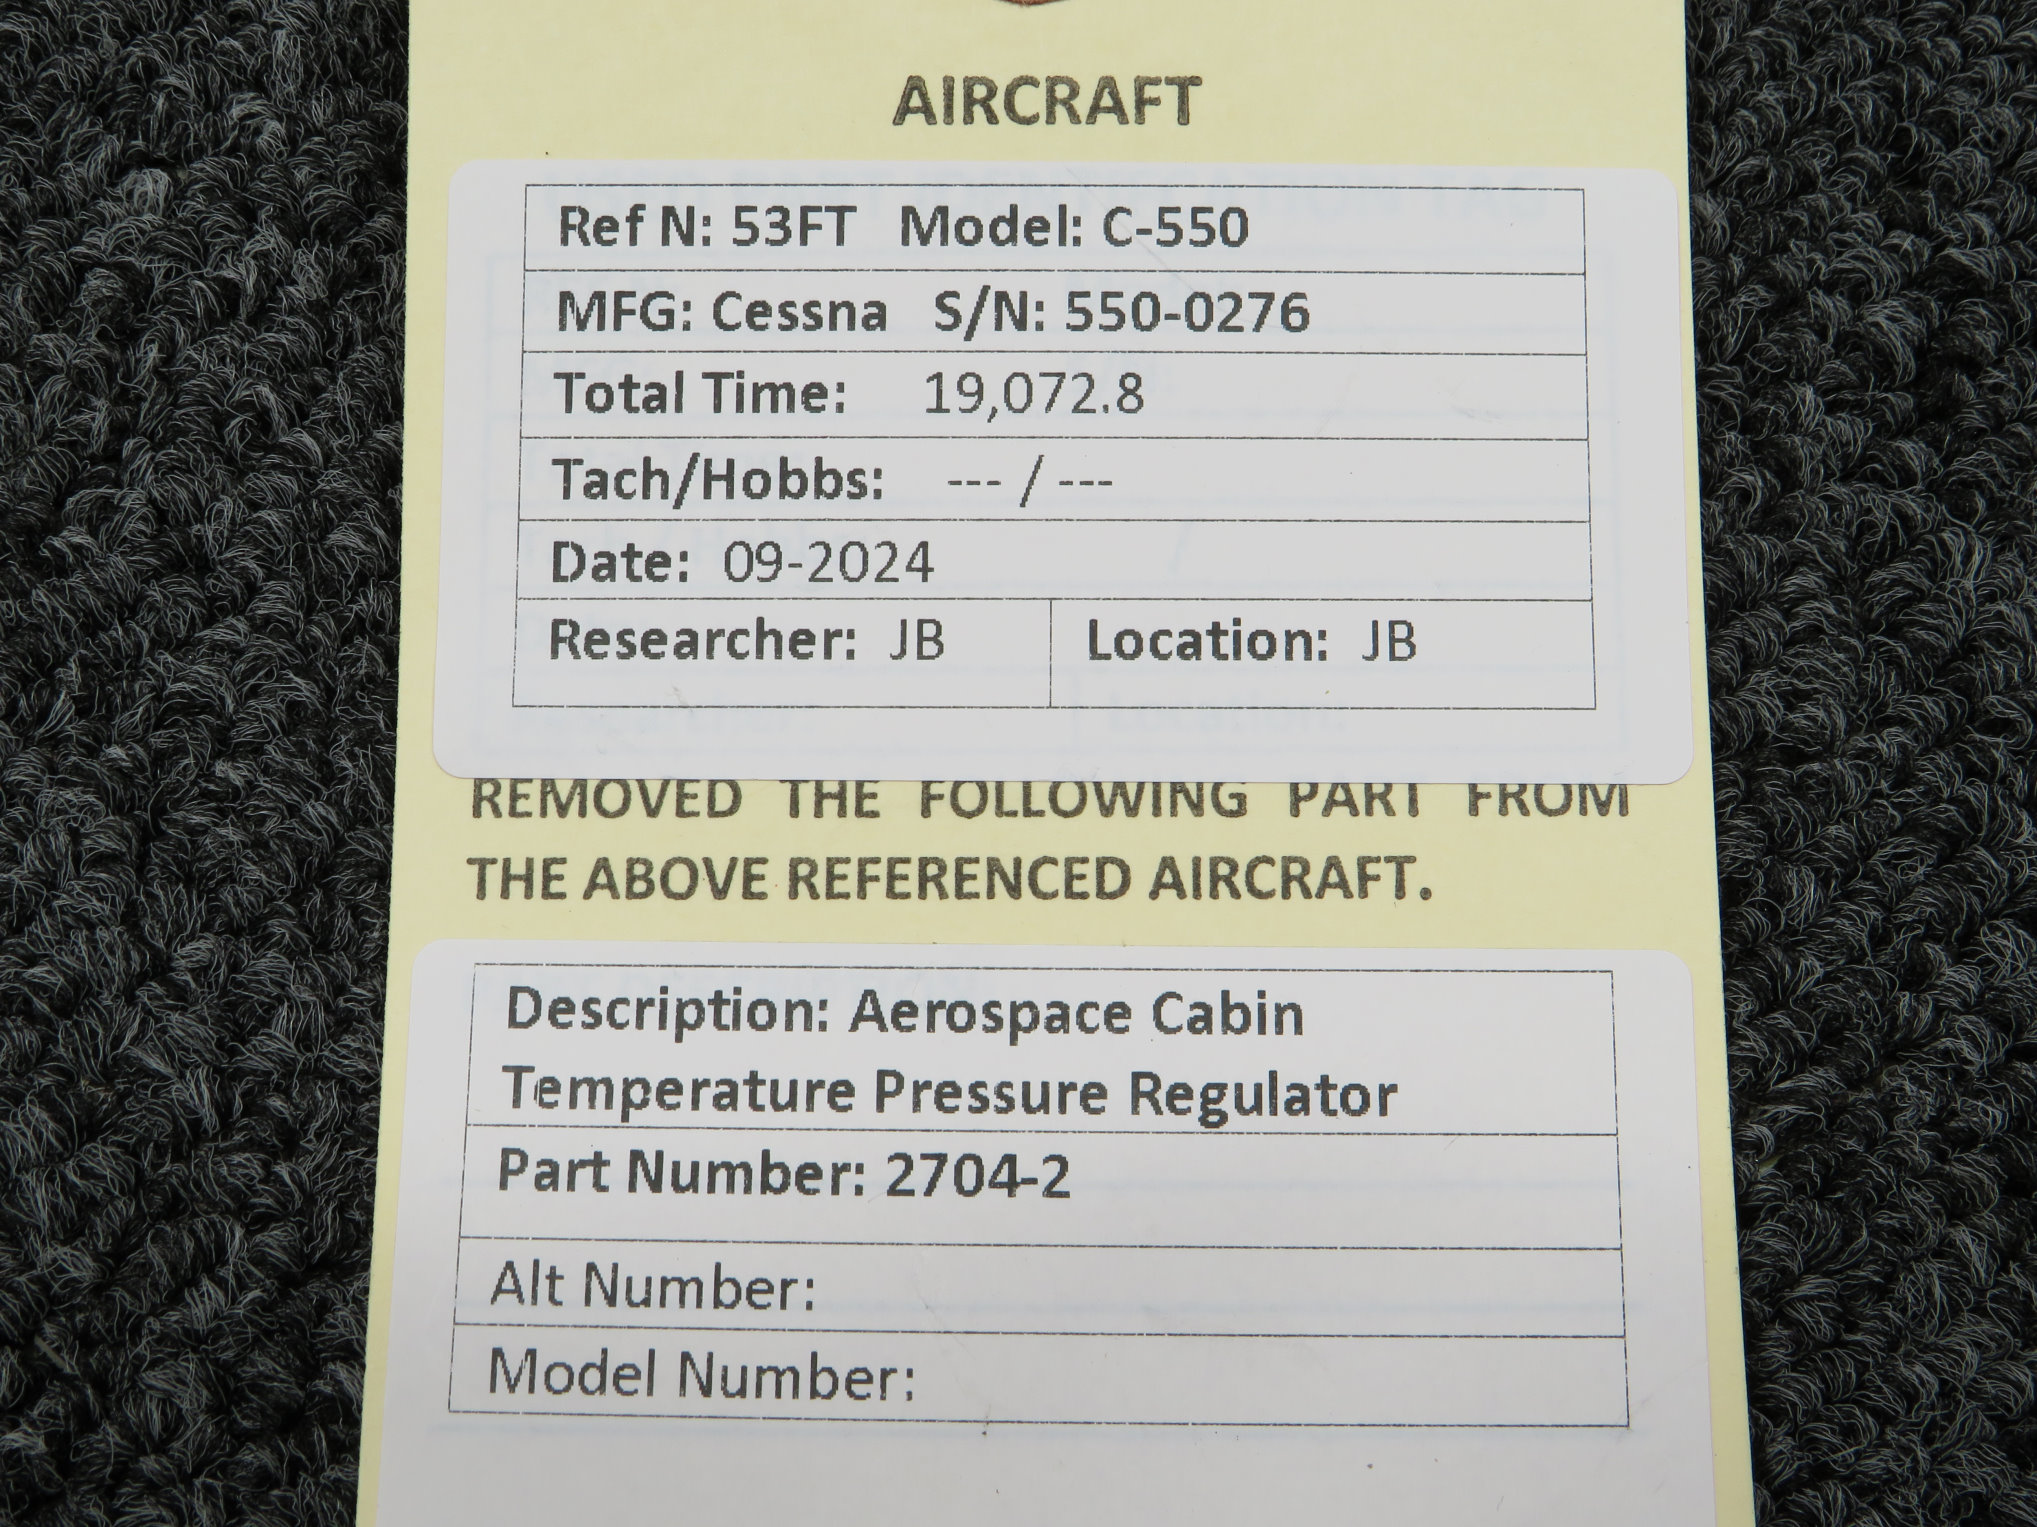 AIRCRAFT
Ref N: 53FT Model: C-550
MFG: Cessna S/N: 550-0276
Total Time: 19,072.8
Tach/Hobbs: --- / ---
Date: 09-2024
Researcher: JB Location: JB
REMOVED THE FOLLOWING PART FROM
THE ABOVE REFERENCED AIRCRAFT.
Description: Aerospace Cabin
Temperature Pressure Regulator
Part Number: 2704-2
Alt Number:
Model Number: